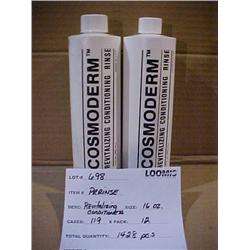 COSMODERM™
REVITALIZING CONDITIONING RINSE
COSMODERM™
REVITALIZING CONDITIONING RINSE
LOOMIS
LOT # 698
ITEM # PERINSE
DESC: REVITALIZING CONDITIONER SIZE: 16 OZ.
CASES: 119 X PACK: 12
TOTAL QUANTITY: 1428 PCS